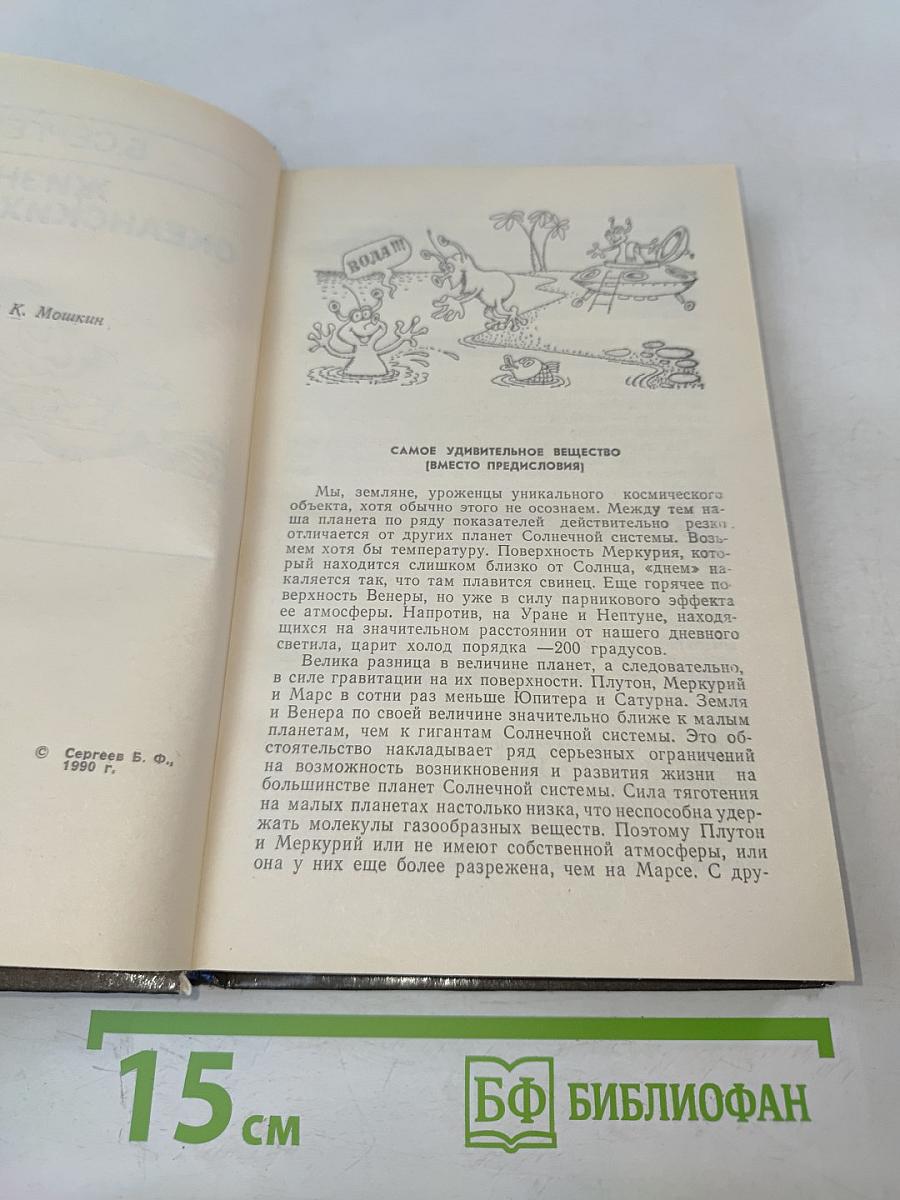 К. Мошкин
© Сергеев Б. Ф.,
1990 г.
ВОДА!!!
САМОЕ УДИВИТЕЛЬНОЕ ВЕЩЕСТВО
(ВМЕСТО ПРЕДИСЛОВИЯ)
Мы, земляне, уроженцы уникального космического
объекта, хотя обычно этого не осознаем. Между тем на-
ша планета по ряду показателей действительно резко
отличается от других планет Солнечной системы. Возь-
мем хотя бы температуру. Поверхность Меркурия, кото-
рый находится слишком близко от Солнца, «днем» на-
каляется так, что там плавится свинец. Еще горячее по-
верхность Венеры, но уже в силу парникового эффекта
ее атмосферы. Напротив, на Уране и Нептуне, находя-
щихся на значительном расстоянии от нашего дневного
светила, царит холод порядка —200 градусов.
Велика разница в величине планет, а следовательно,
в силе гравитации на их поверхности. Плутон, Меркурий
и Марс в сотни раз меньше Юпитера и Сатурна. Земля
и Венера по своей величине значительно ближе к малым
планетам, чем к гигантам Солнечной системы. Это об-
стоятельство накладывает ряд серьезных ограничений
на возможность возникновения и развития жизни на
большинстве планет Солнечной системы. Сила тяготения
на малых планетах настолько низка, что неспособна удер-
жать молекулы газообразных веществ. Поэтому Плутон
и Меркурий или не имеют собственной атмосферы, или
она у них еще более разрежена, чем на Марсе. С дру-
15 см
БФ БИБЛИОФАН